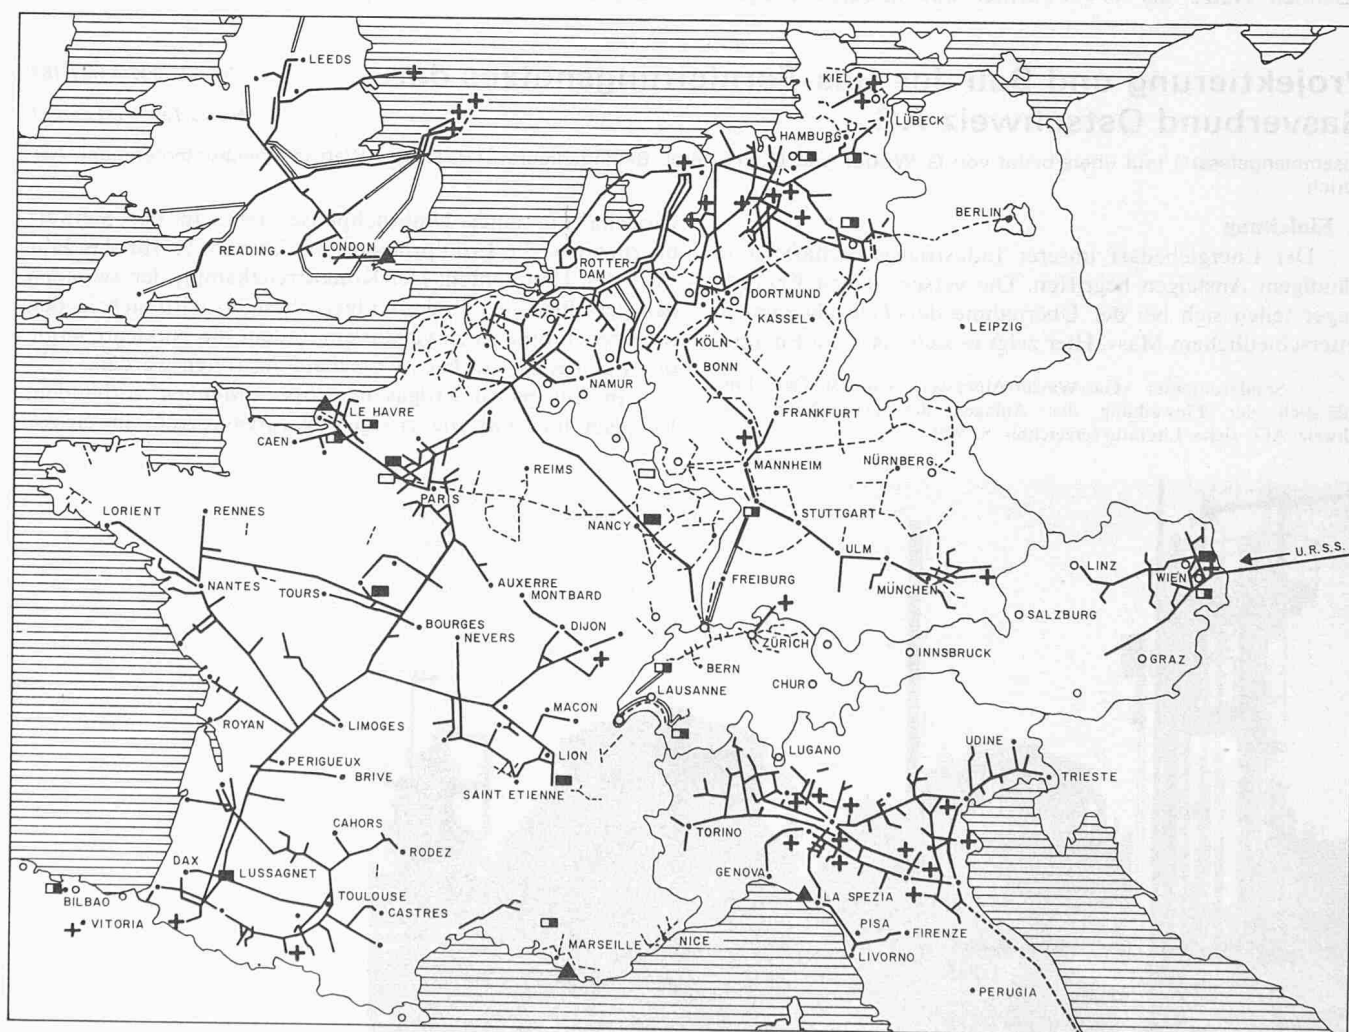 LEEDS
KIEL
LÜBECK
HAMBURG
BERLIN
READING
LONDON
ROTTER
DAM
DORTMUND
KASSEL
LEIPZIG
KÖLN
BONN
NAMUR
LE HAVRE
CAEN
FRANKFURT
MANNHEIM
NÜRNBERG
REIMS
PARIS
LORIENT
RENNES
NANCY
STUTTGART
ULM
U.R.S.S.
LINZ
WIEN
NANTES
TOURS
AUXERRE
MONTBARD
FREIBURG
MÜNCHEN
SALZBURG
BOURGES
NEVERS
DIJON
ZÜRICH
INNSBRUCK
GRAZ
BERN
CHUR
LAUSANNE
MACON
ROYAN
LIMOGES
LION
LUGANO
UDINE
TRIESTE
PERIGUEUX
BRIVE
SAINT ETIENNE
CAHORS
RODEZ
TORINO
DAX
LUSSAGNET
GENOVA
LA SPEZIA
TOULOUSE
CASTRES
BILBAO
VITORIA
MARSEILLE
NICE
PISA
FIRENZE
LIVORNO
PERUGIA